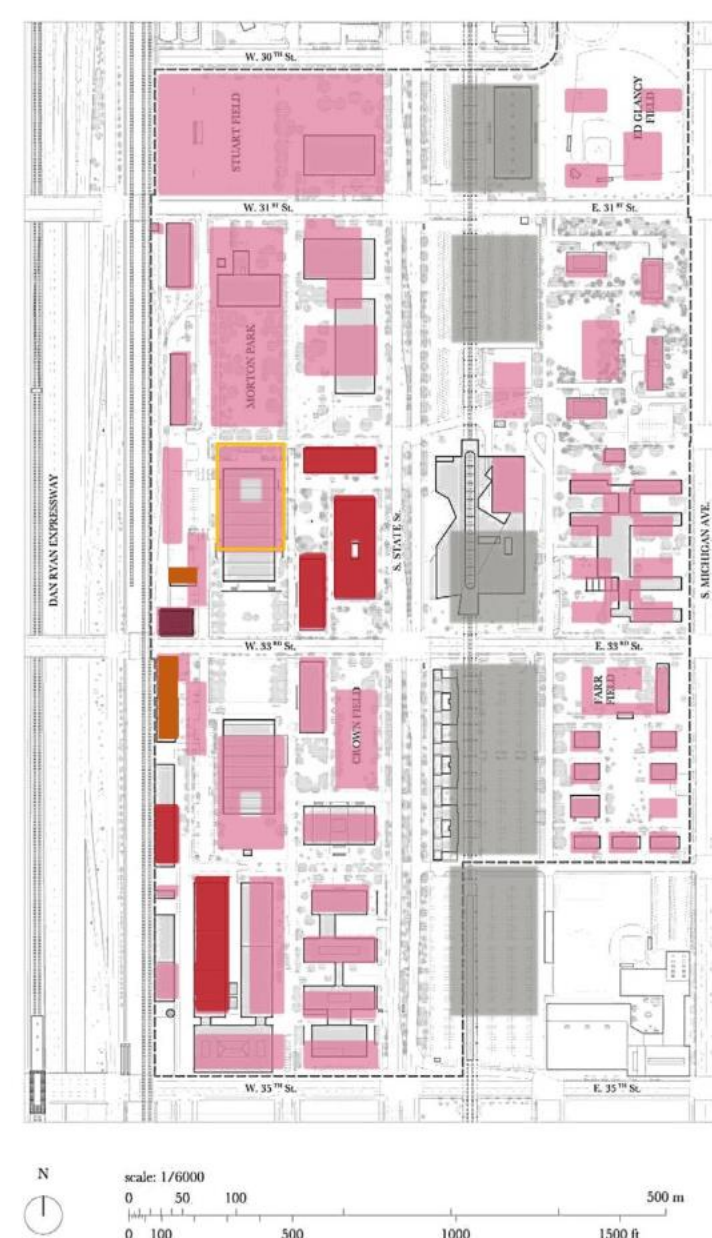 W. 30TH St.
STUART FIELD
ED GLANCY
FIELD
W. 31ST St.
E. 31ST St.
MORTON PARK
DAN RYAN EXPRESSWAY
S. STATE St.
S. MICHIGAN AVE.
W. 33RD St.
E. 33RD St.
CROWN FIELD
FARR
FIELD
W. 35TH St.
E. 35TH St.
N
scale: 1/6000
0 50 100 500 m
0 100 500 1000 1500 ft